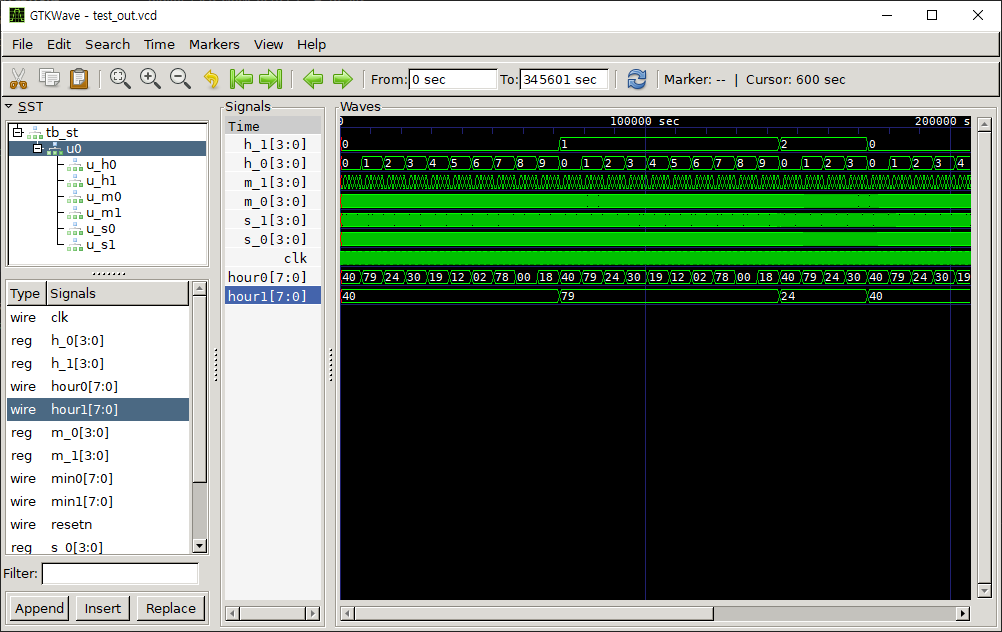 GTKWave - test_out.vcd
File Edit Search Time Markers View Help
From: 0 sec To: 345601 sec Marker: -- | Cursor: 600 sec
SST
tb_st
u0
u_h0
u_h1
u_m0
u_m1
u_s0
u_s1
Type Signals
wire clk
reg h_0[3:0]
reg h_1[3:0]
wire hour0[7:0]
wire hour1[7:0]
reg m_0[3:0]
reg m_1[3:0]
wire min0[7:0]
wire min1[7:0]
wire resetn
reg s_0[3:0]
Filter:
Append Insert Replace
Signals
Time
h_1[3:0]
h_0[3:0]
m_1[3:0]
m_0[3:0]
s_1[3:0]
s_0[3:0]
clk
hour0[7:0]
hour1[7:0]
Waves
0 100000 sec 200000 s
0 1 2 0
0 1 2 3 4 5 6 7 8 9 0 1 2 3 4 5 6 7 8 9 0 1 2 3 0 1 2 3 4
40 79 24 30 19 12 02 78 00 18 40 79 24 30 19 12 02 78 00 18 40 79 24 30 40 79 24 30 19
40 79 24 40